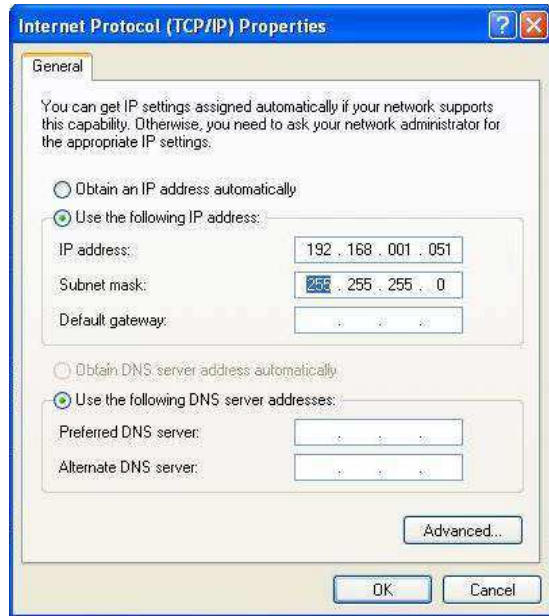 Internet Protocol (TCP/IP) Properties
General
You can get IP settings assigned automatically if your network supports
this capability. Otherwise, you need to ask your network administrator for
the appropriate IP settings.
Obtain an IP address automatically
Use the following IP address:
IP address: 192 . 168 . 001 . 051
Subnet mask: 255 . 255 . 255 . 0
Default gateway: . . .
Obtain DNS server address automatically
Use the following DNS server addresses:
Preferred DNS server: . . .
Alternate DNS server: . . .
Advanced...
OK Cancel